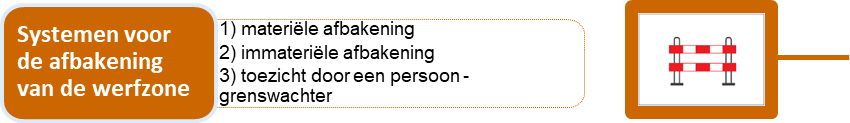 Systemen voor
de afbakening
van de werfzone
1) materiële afbakening
2) immateriële afbakening
3) toezicht door een persoon -
grenswachter